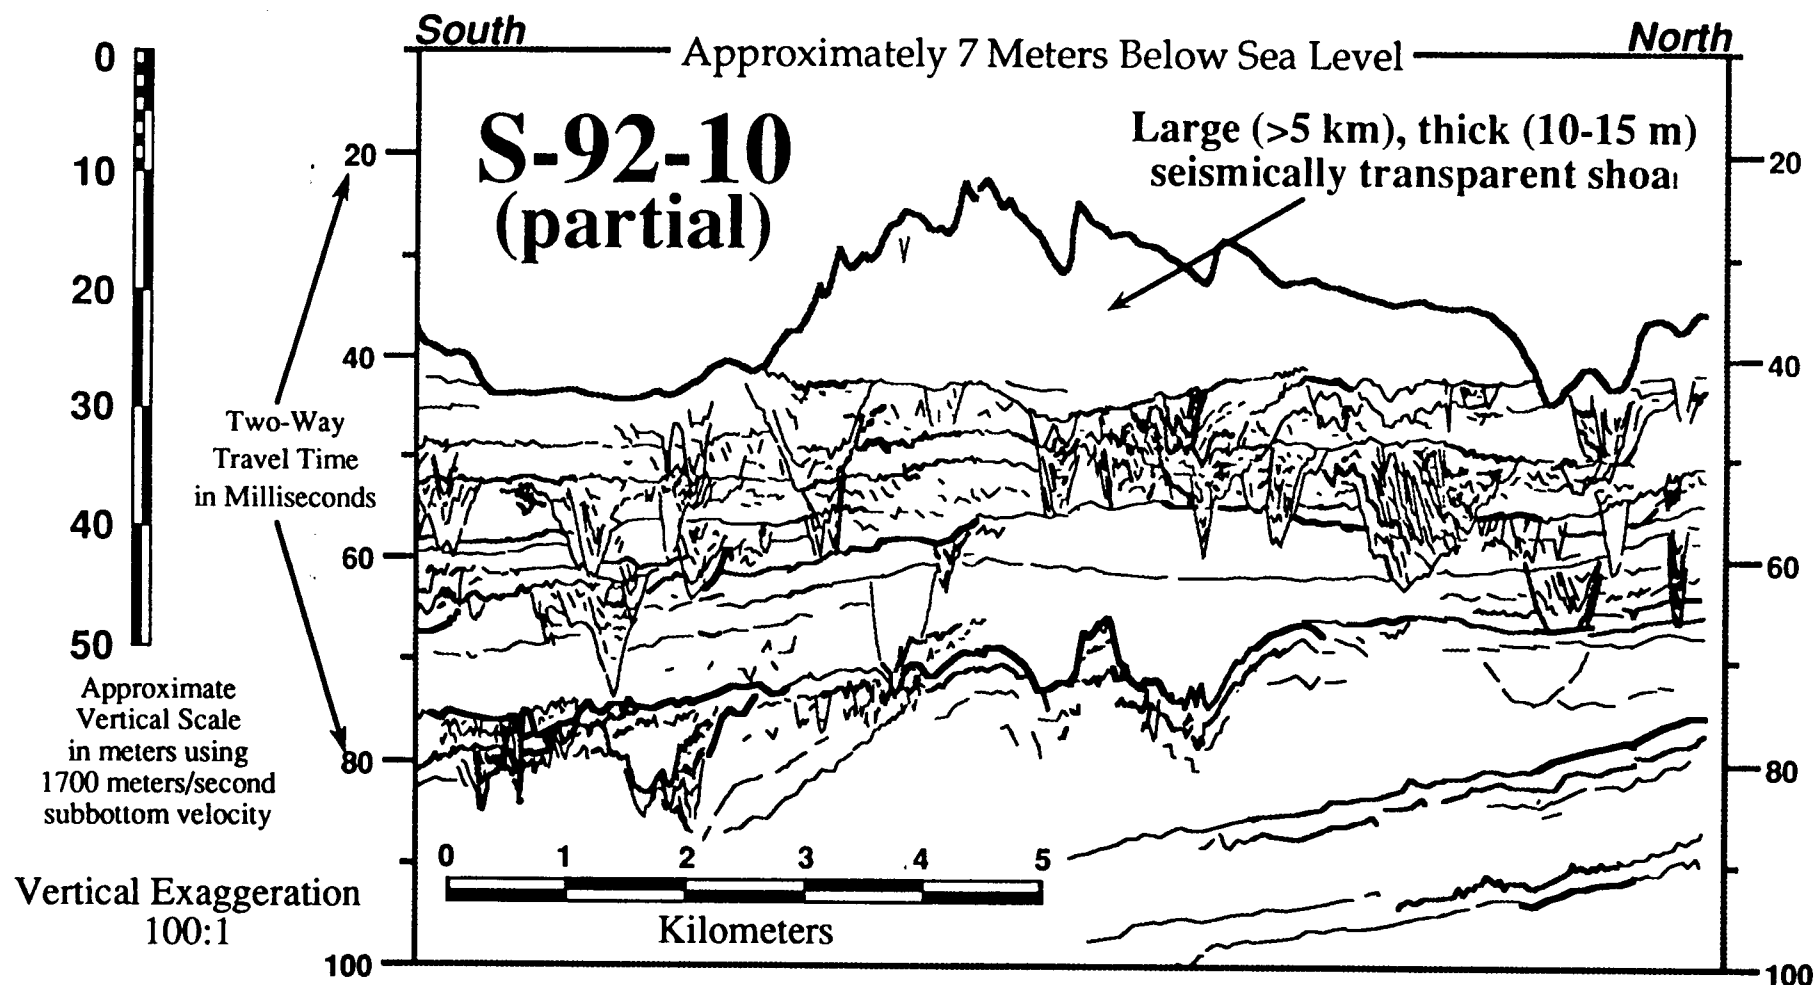 South
North
Approximately 7 Meters Below Sea Level
S-92-10
(partial)
Large (>5 km), thick (10-15 m)
seismically transparent shoal
0
10
20
30
40
50
Approximate
Vertical Scale
in meters using
1700 meters/second
subbottom velocity
Vertical Exaggeration
100:1
Two-Way
Travel Time
in Milliseconds
20
40
60
80
100
20
40
60
80
100
0 1 2 3 4 5
Kilometers